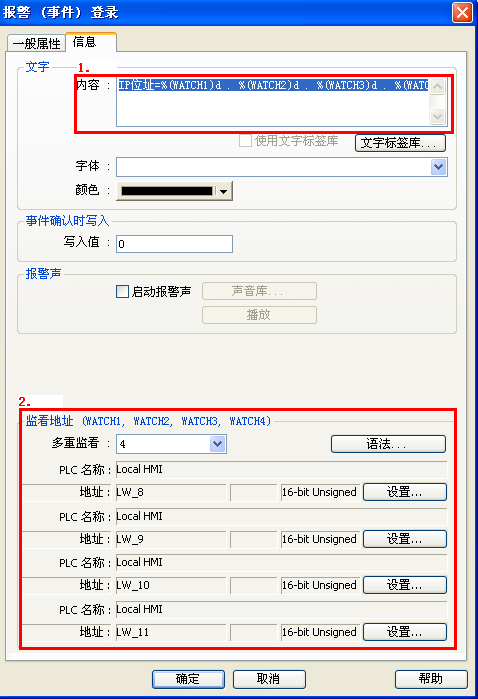 报警 (事件) 登录
一般属性 信息
文字
1.
内容 : IP位址=%(WATCH1)d . %(WATCH2)d . %(WATCH3)d . %(WATC
使用文字标签库 文字标签库...
字体 :
颜色 :
事件确认时写入
写入值 : 0
报警声
启动报警声 声音库...
播放
2.
监看地址 (WATCH1, WATCH2, WATCH3, WATCH4)
多重监看 : 4 语法...
PLC 名称 : Local HMI
地址 : LW_8 16-bit Unsigned 设置...
PLC 名称 : Local HMI
地址 : LW_9 16-bit Unsigned 设置...
PLC 名称 : Local HMI
地址 : LW_10 16-bit Unsigned 设置...
PLC 名称 : Local HMI
地址 : LW_11 16-bit Unsigned 设置...
确定 取消 帮助